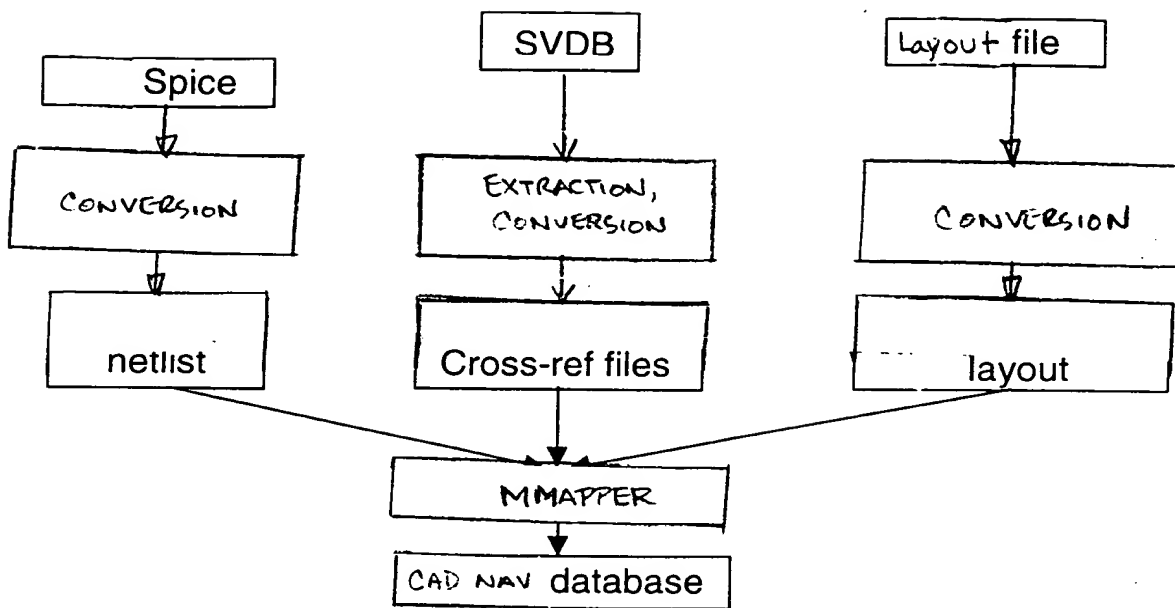 SVDB
Layout file
Spice
CONVERSION
EXTRACTION,
CONVERSION
CONVERSION
netlist
Cross-ref files
layout
MMAPPER
CAD NAV database